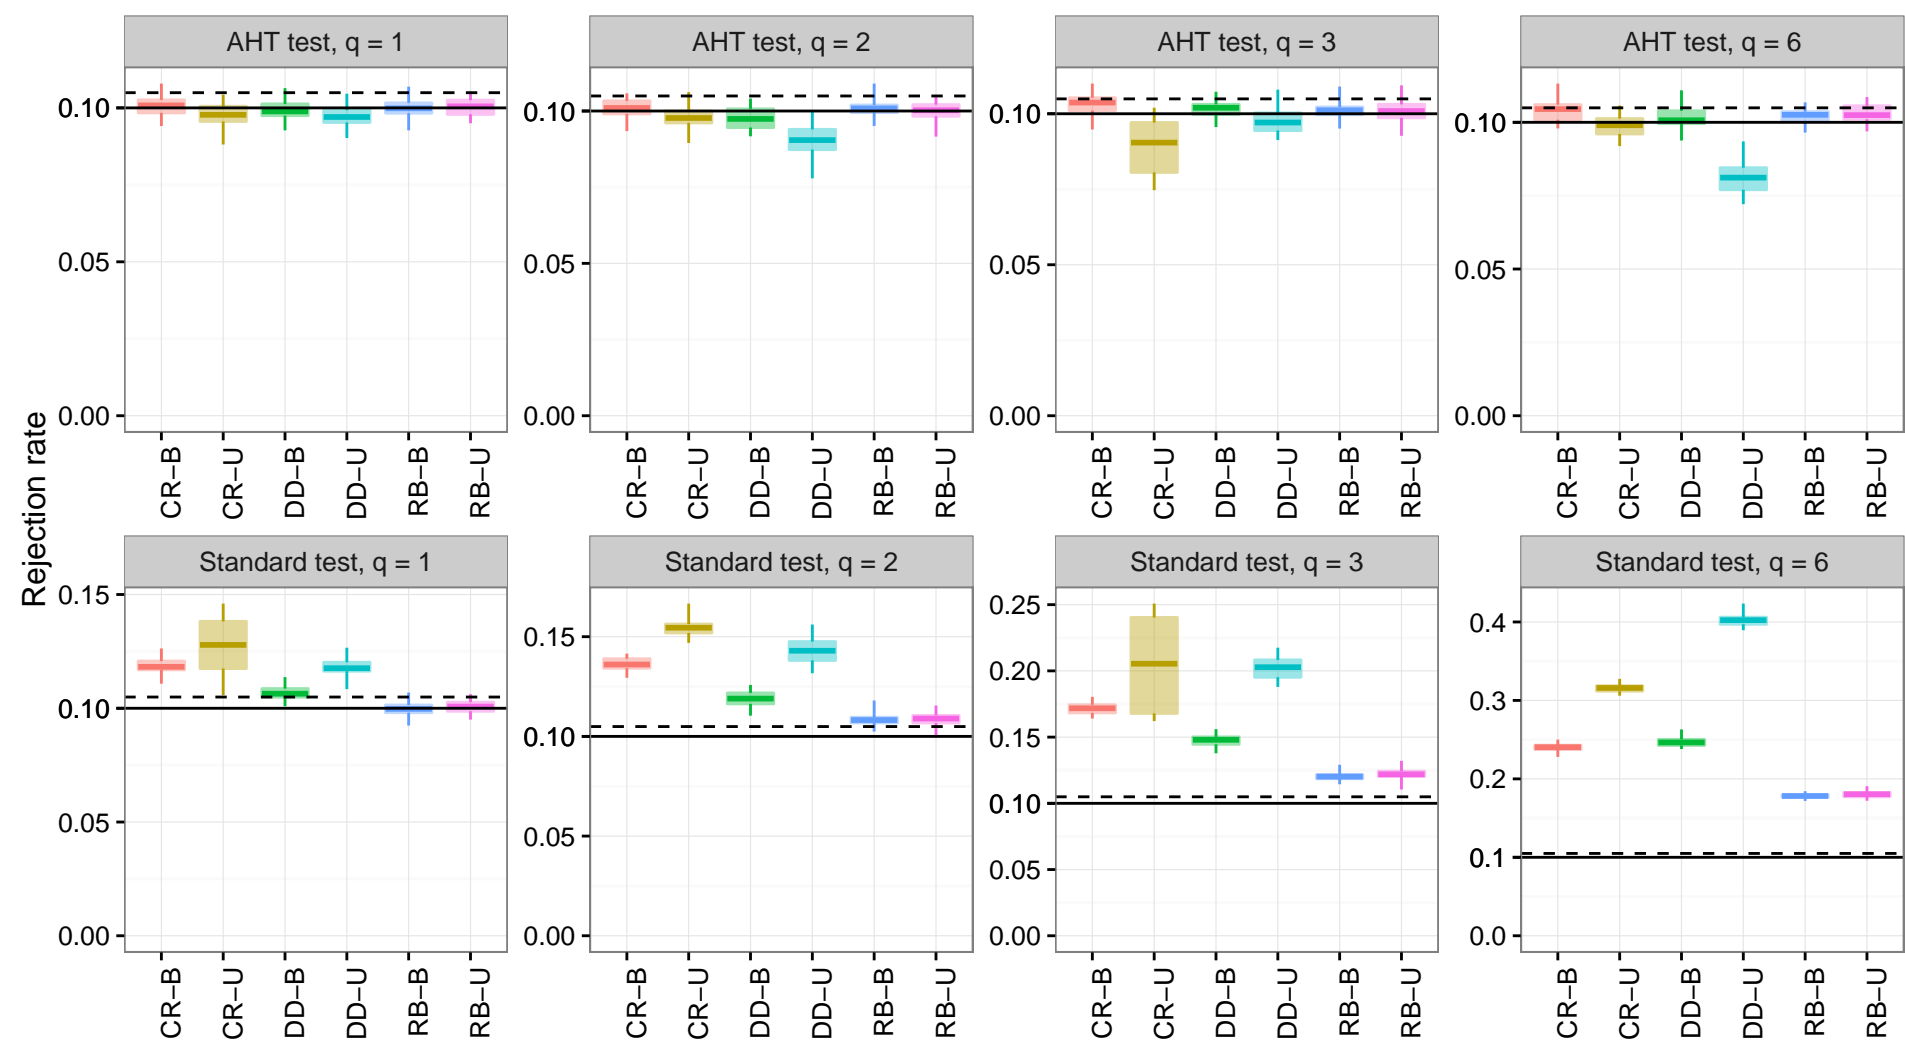 Rejection rate
AHT test, q = 1
0.10
0.05
0.00
CR−B
CR−U
DD−B
DD−U
RB−B
RB−U
AHT test, q = 2
0.10
0.05
0.00
CR−B
CR−U
DD−B
DD−U
RB−B
RB−U
AHT test, q = 3
0.10
0.05
0.00
CR−B
CR−U
DD−B
DD−U
RB−B
RB−U
AHT test, q = 6
0.10
0.05
0.00
CR−B
CR−U
DD−B
DD−U
RB−B
RB−U
Standard test, q = 1
0.15
0.10
0.05
0.00
CR−B
CR−U
DD−B
DD−U
RB−B
RB−U
Standard test, q = 2
0.15
0.10
0.05
0.00
CR−B
CR−U
DD−B
DD−U
RB−B
RB−U
Standard test, q = 3
0.25
0.20
0.15
0.10
0.05
0.00
CR−B
CR−U
DD−B
DD−U
RB−B
RB−U
Standard test, q = 6
0.4
0.3
0.2
0.1
0.0
CR−B
CR−U
DD−B
DD−U
RB−B
RB−U